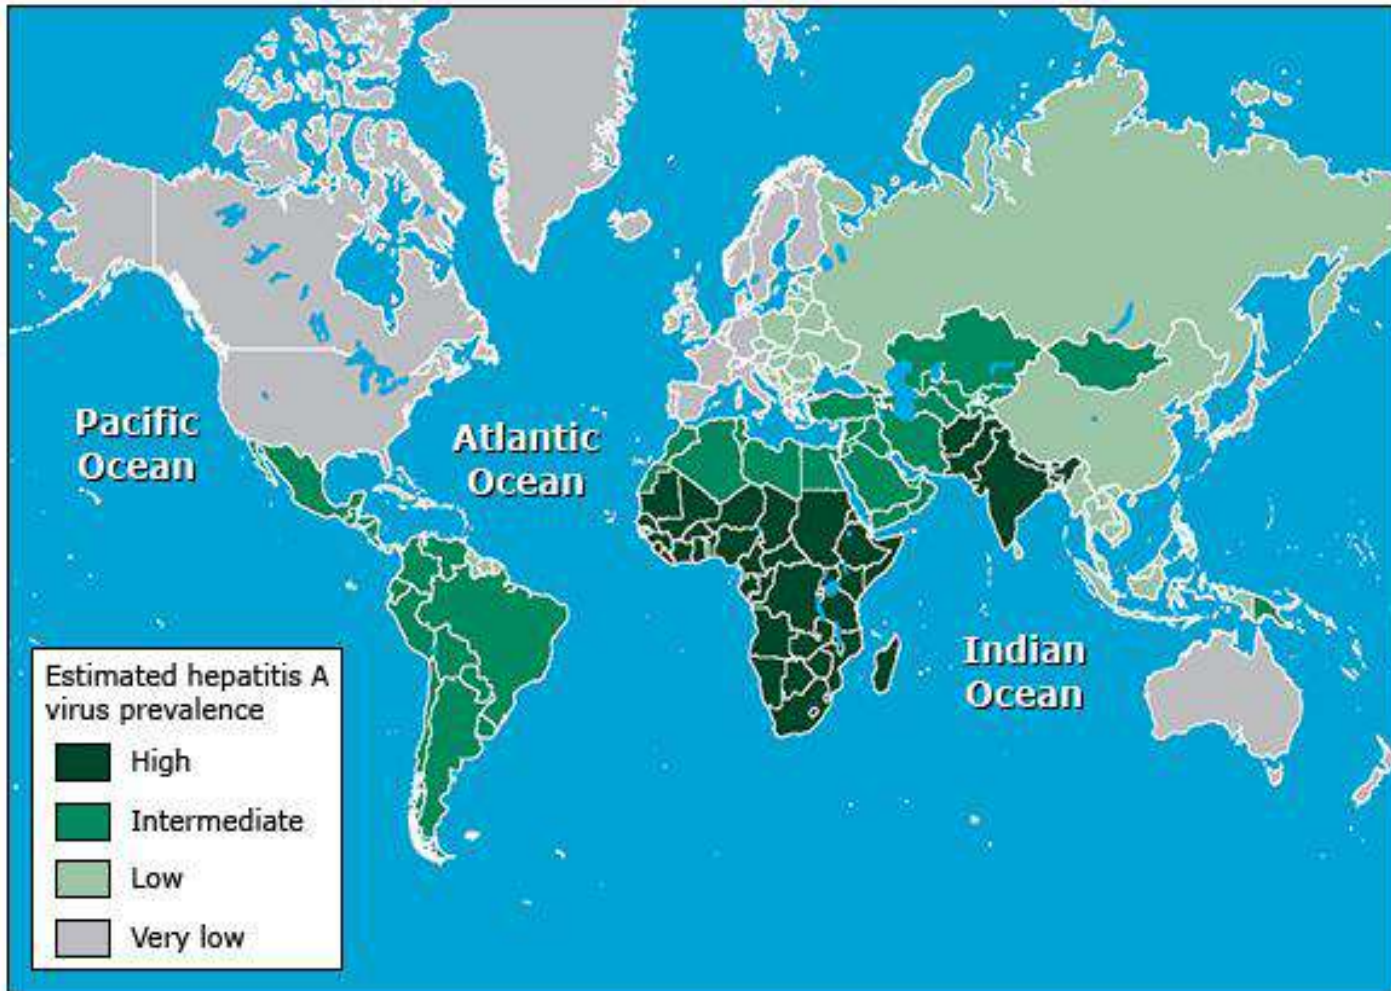 Pacific
Ocean
Atlantic
Ocean
Indian
Ocean
Estimated hepatitis A
virus prevalence
High
Intermediate
Low
Very low